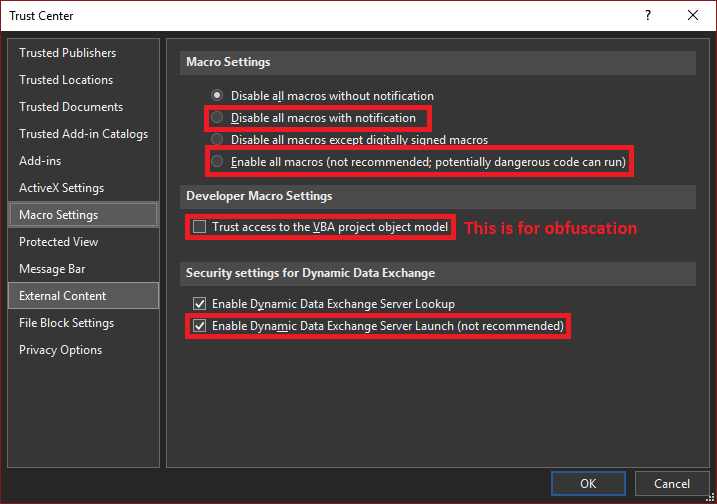 Trust Center
?
Trusted Publishers
Trusted Locations
Trusted Documents
Trusted Add-in Catalogs
Add-ins
ActiveX Settings
Macro Settings
Protected View
Message Bar
External Content
File Block Settings
Privacy Options
Macro Settings
Disable all macros without notification
Disable all macros with notification
Disable all macros except digitally signed macros
Enable all macros (not recommended; potentially dangerous code can run)
Developer Macro Settings
Trust access to the VBA project object model This is for obfuscation
Security settings for Dynamic Data Exchange
Enable Dynamic Data Exchange Server Lookup
Enable Dynamic Data Exchange Server Launch (not recommended)
OK Cancel